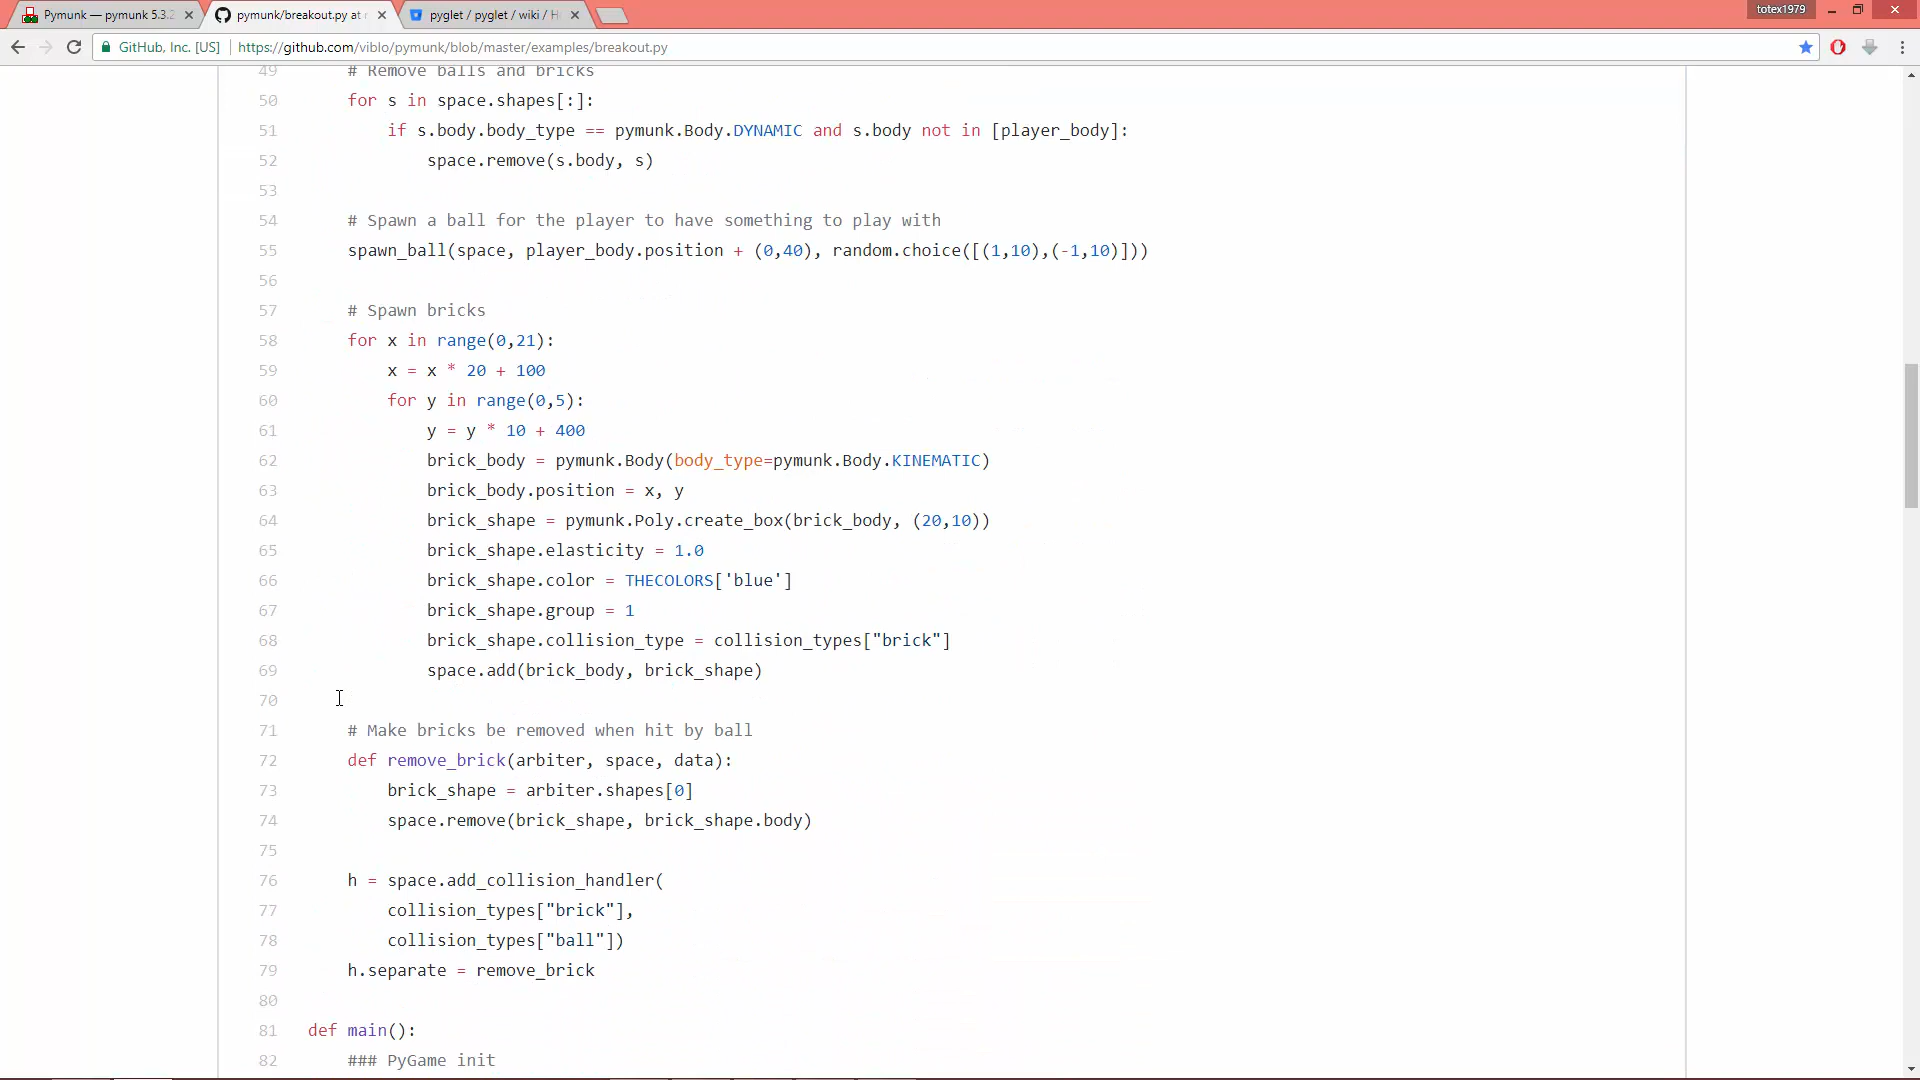 Pymunk — pymunk 5.3.2
pymunk/breakout.py at
pyglet / pyglet / wiki / H
totex1979
GitHub, Inc. [US]
https://github.com/viblo/pymunk/blob/master/examples/breakout.py
49 # Remove balls and bricks
50 for s in space.shapes[:]:
51 if s.body.body_type == pymunk.Body.DYNAMIC and s.body not in [player_body]:
52 space.remove(s.body, s)
53
54 # Spawn a ball for the player to have something to play with
55 spawn_ball(space, player_body.position + (0,40), random.choice([(1,10),(-1,10)]))
56
57 # Spawn bricks
58 for x in range(0,21):
59 x = x * 20 + 100
60 for y in range(0,5):
61 y = y * 10 + 400
62 brick_body = pymunk.Body(body_type=pymunk.Body.KINEMATIC)
63 brick_body.position = x, y
64 brick_shape = pymunk.Poly.create_box(brick_body, (20,10))
65 brick_shape.elasticity = 1.0
66 brick_shape.color = THECOLORS['blue']
67 brick_shape.group = 1
68 brick_shape.collision_type = collision_types["brick"]
69 space.add(brick_body, brick_shape)
70
71 # Make bricks be removed when hit by ball
72 def remove_brick(arbiter, space, data):
73 brick_shape = arbiter.shapes[0]
74 space.remove(brick_shape, brick_shape.body)
75
76 h = space.add_collision_handler(
77 collision_types["brick"],
78 collision_types["ball"])
79 h.separate = remove_brick
80
81 def main():
82 ### PyGame init